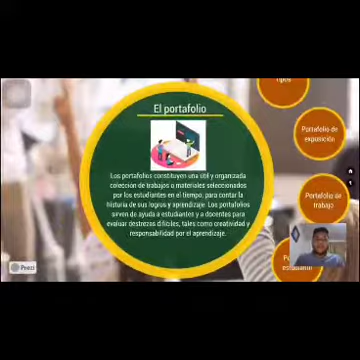 Tipos
El portafolio
Portafolio de
exposición
Los portafolios constituyen una útil y organizada
colección de trabajos o materiales seleccionados
por los estudiantes en el tiempo, para contar la
historia de sus logros y aprendizaje. Los portafolios
sirven de ayuda a estudiantes y a docentes para
evaluar destrezas difíciles, tales como creatividad y
responsabilidad por el aprendizaje.
Portafolio de
trabajo
estudiante
Prezi